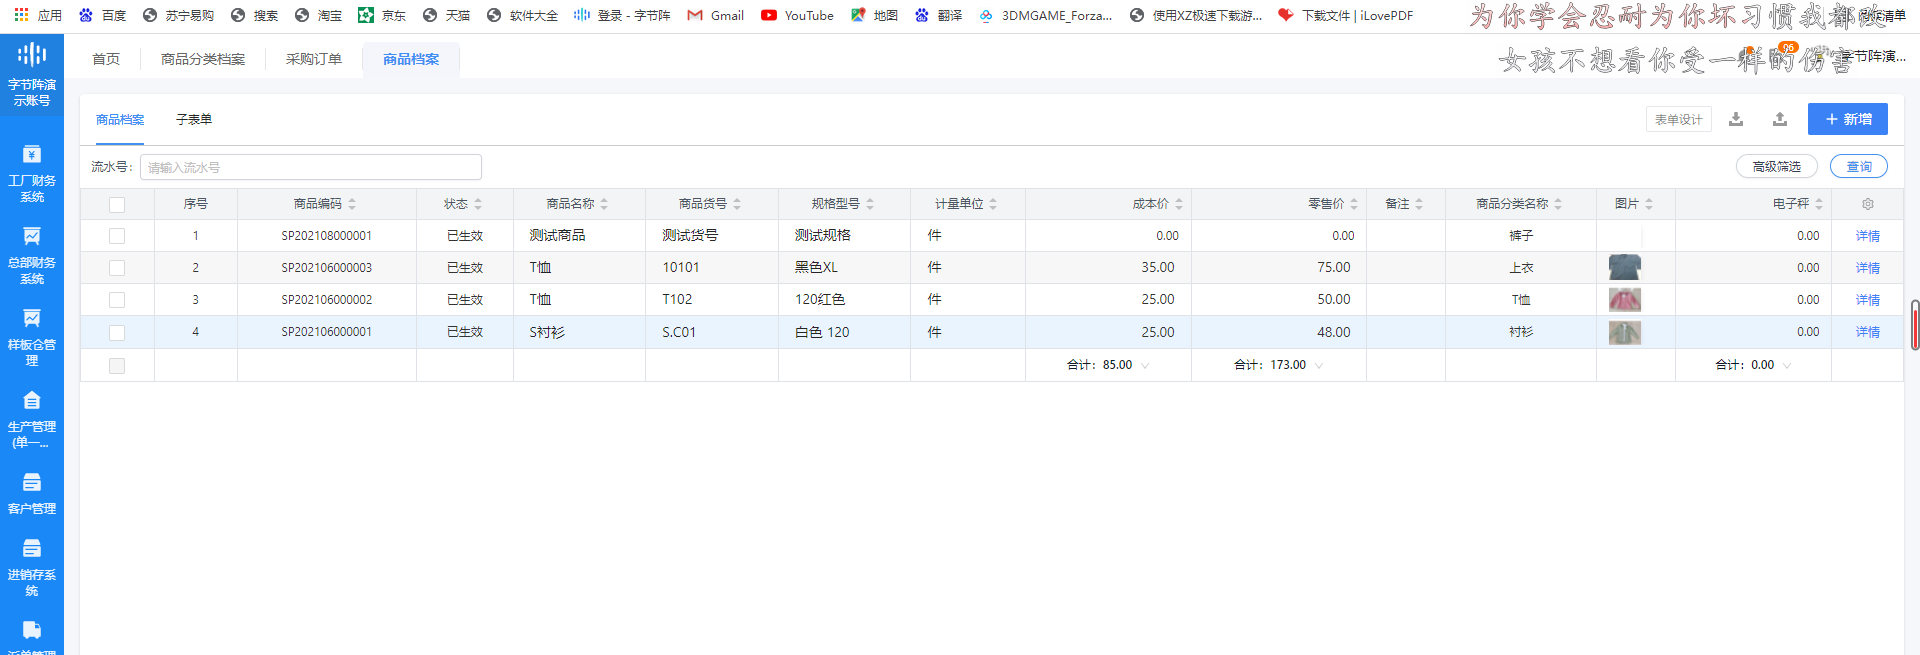 应用 百度 苏宁易购 搜索 淘宝 京东 天猫 软件大全 登录 - 字节阵 Gmail YouTube 地图 翻译 3DMGAME_Forza... 使用XZ极速下载游... 下载文件 | iLovePDF
为你学会忍耐为你坏习惯我都改
女孩不想看你受一样的伤害
字节阵演示账号
首页 商品分类档案 采购订单 商品档案 96 字节阵演...
商品档案 子表单 表单设计 + 新增
流水号: 请输入流水号 高级筛选 查询
序号 商品编码 状态 商品名称 商品货号 规格型号 计量单位 成本价 零售价 备注 商品分类名称 图片 电子秤
1 SP202108000001 已生效 测试商品 测试货号 测试规格 件 0.00 0.00 裤子 0.00 详情
2 SP202106000003 已生效 T恤 10101 黑色XL 件 35.00 75.00 上衣 0.00 详情
3 SP202106000002 已生效 T恤 T102 120红色 件 25.00 50.00 T恤 0.00 详情
4 SP202106000001 已生效 S衬衫 S.C01 白色 120 件 25.00 48.00 衬衫 0.00 详情
合计: 85.00 合计: 173.00 合计: 0.00
工厂财务
系统
总部财务
系统
样板仓管
理
生产管理
(单一...
客户管理
进销存系
统